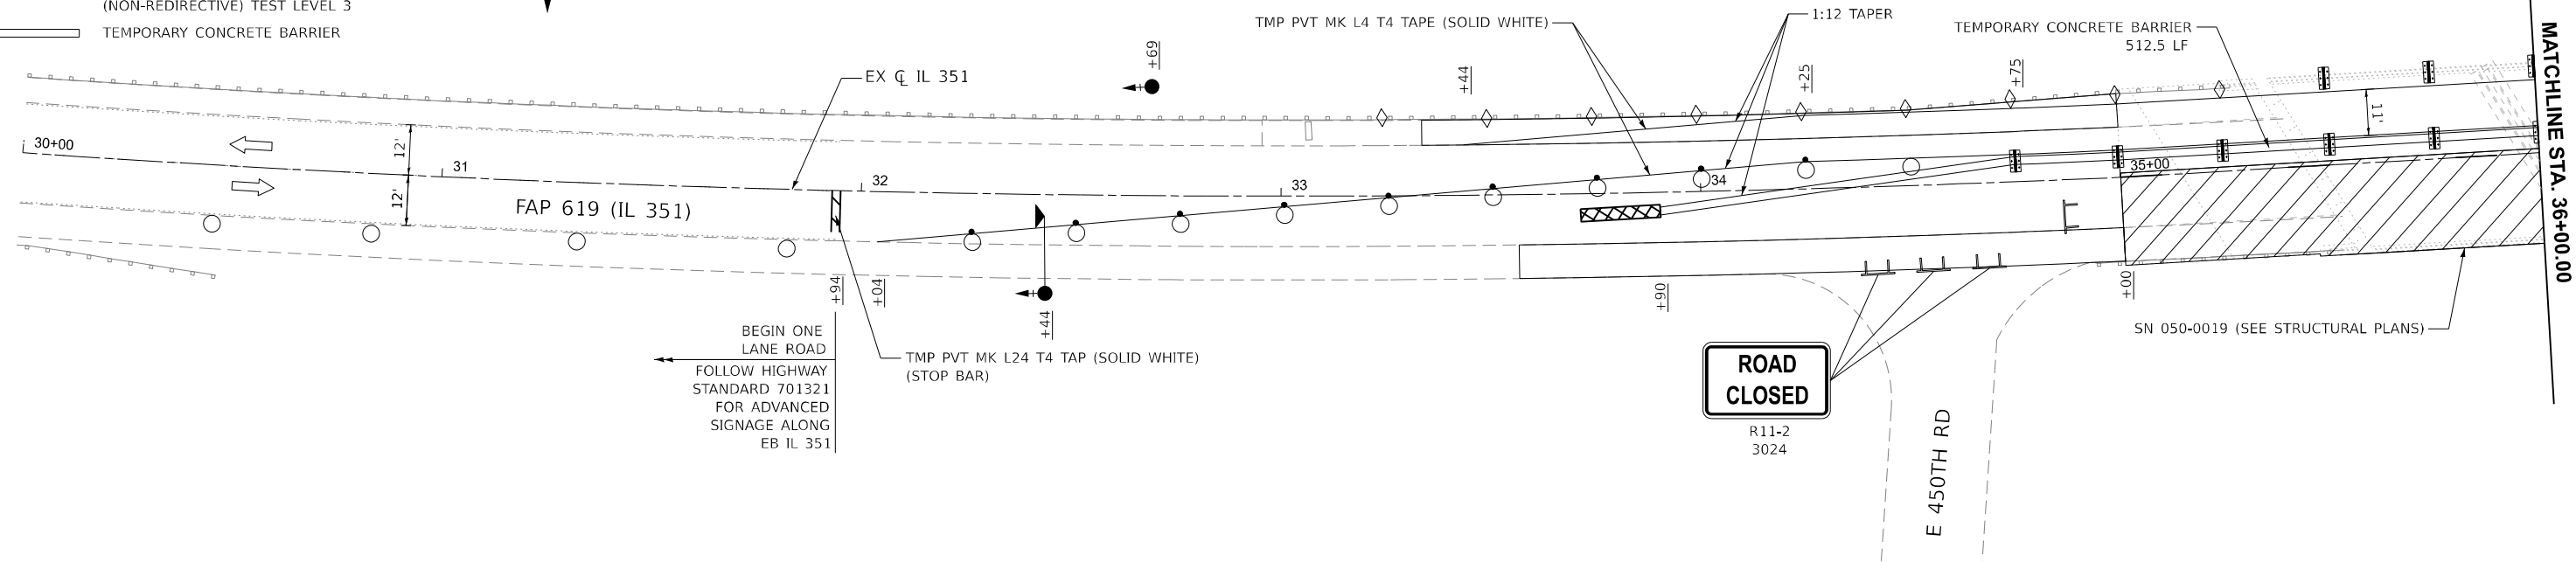 (NON-REDIRECTIVE) TEST LEVEL 3
TEMPORARY CONCRETE BARRIER
EX ℄ IL 351
+69
TMP PVT MK L4 T4 TAPE (SOLID WHITE)
+44
1:12 TAPER
+25
TEMPORARY CONCRETE BARRIER
512.5 LF
+75
MATCHLINE STA. 36+00.00
30+00
12'
12'
31
32
33
34
35+00
11'
FAP 619 (IL 351)
+94
+04
+44
+90
+00
BEGIN ONE
LANE ROAD
FOLLOW HIGHWAY
STANDARD 701321
FOR ADVANCED
SIGNAGE ALONG
EB IL 351
TMP PVT MK L24 T4 TAP (SOLID WHITE)
(STOP BAR)
ROAD
CLOSED
R11-2
3024
E 450TH RD
SN 050-0019 (SEE STRUCTURAL PLANS)